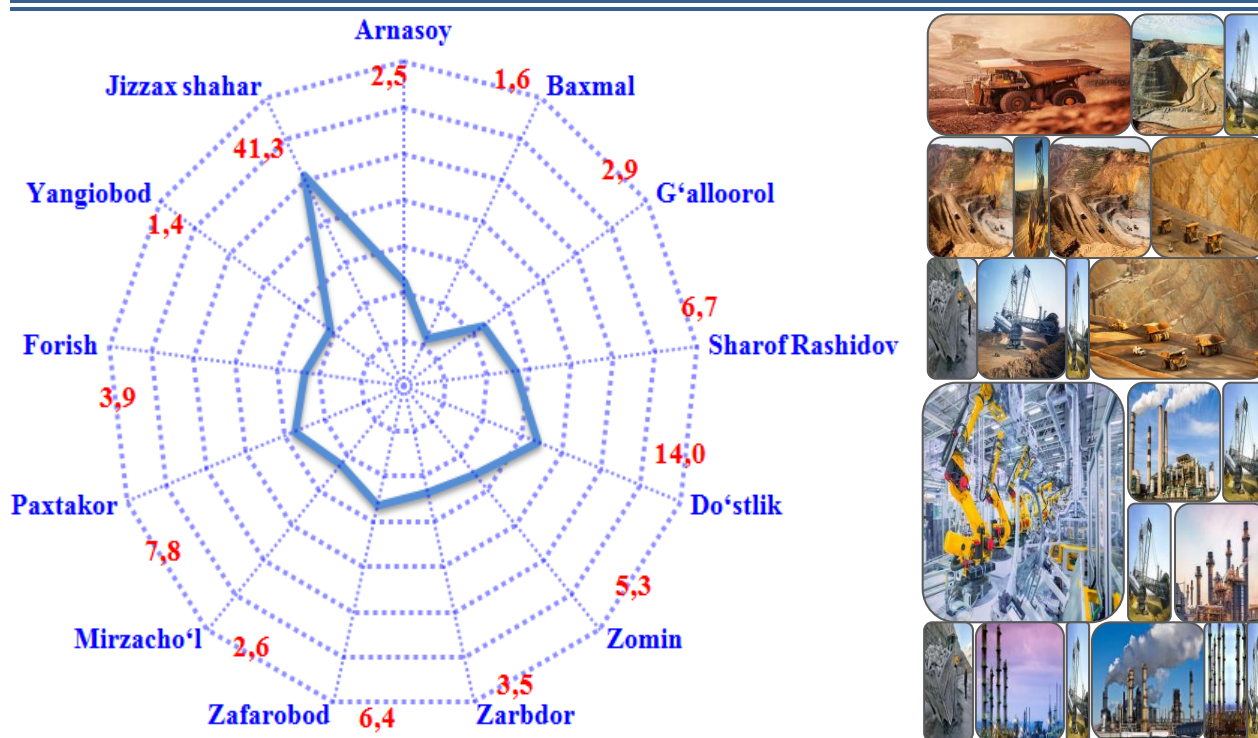 Arnasoy
2,5
1,6
Baxmal
2,9
G‘alloorol
6,7
Sharof Rashidov
14,0
Do‘stlik
5,3
Zomin
3,5
Zarbdor
6,4
Zafarobod
2,6
Mirzacho‘l
7,8
Paxtakor
3,9
Forish
1,4
Yangiobod
41,3
Jizzax shahar